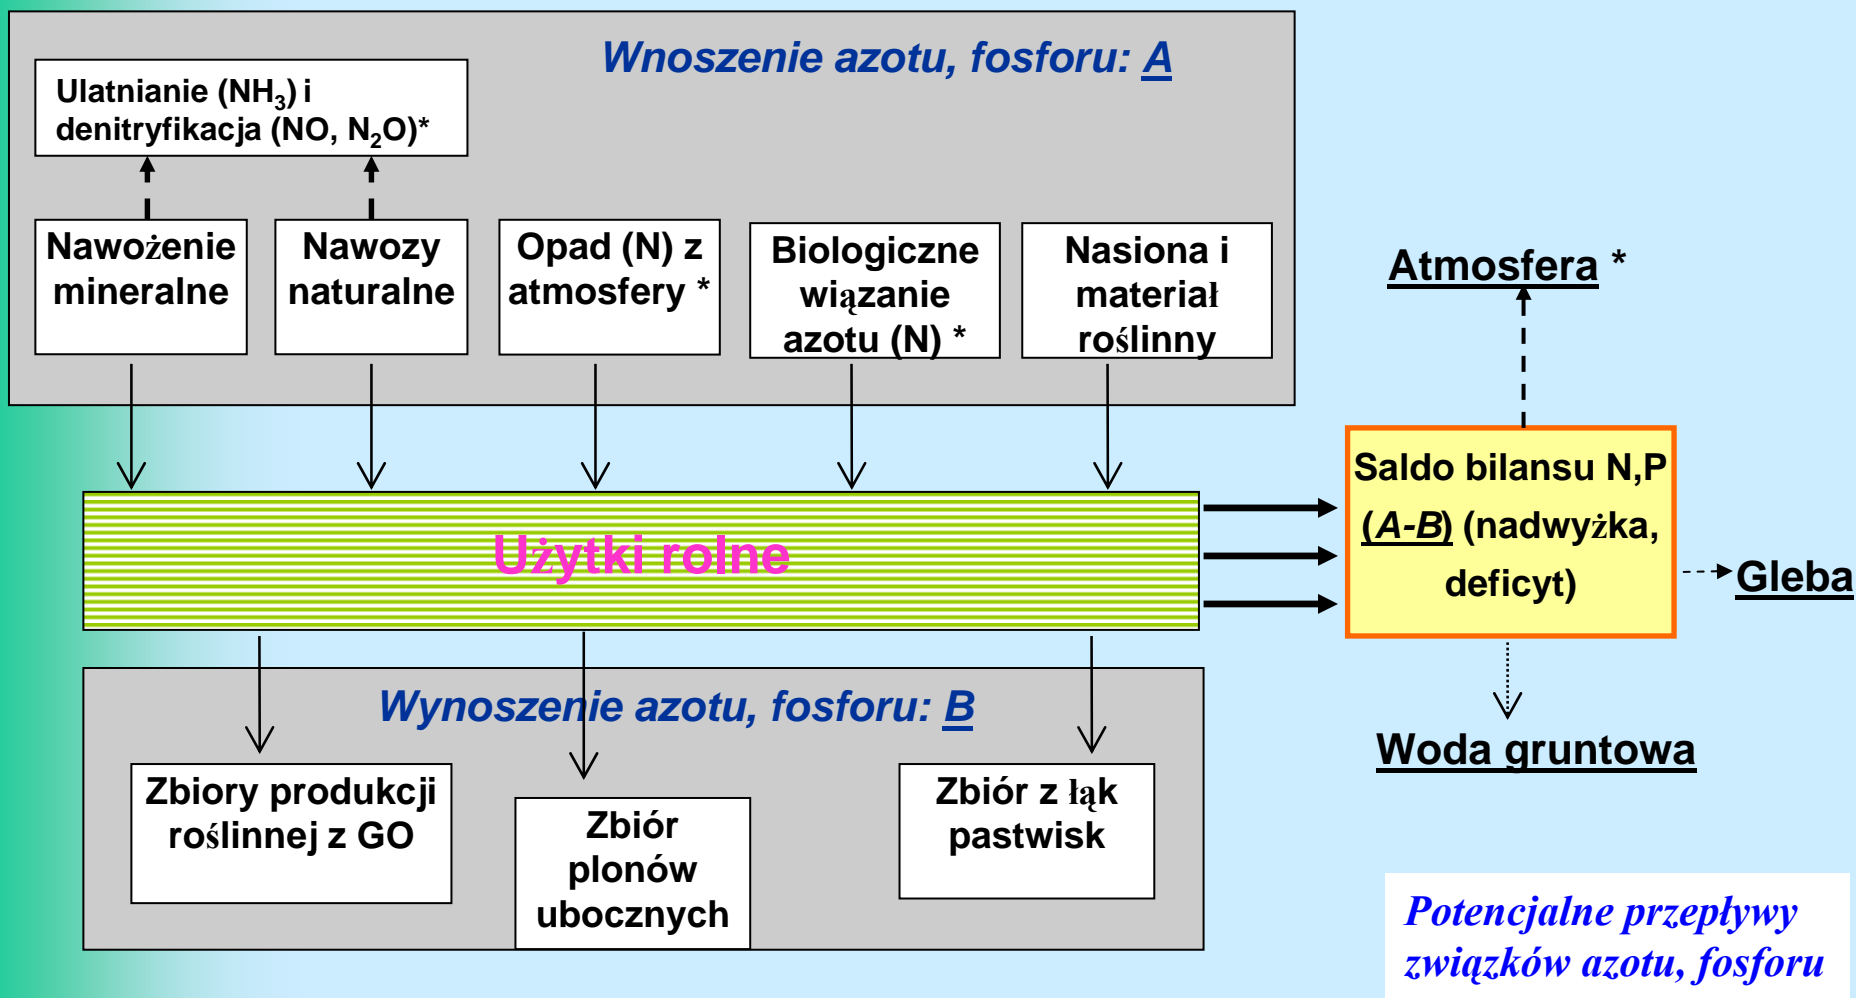 Wnoszenie azotu, fosforu: A
Ulatnianie (NH3) i
denitryfikacja (NO, N2O)*
Nawożenie
mineralne
Nawozy
naturalne
Opad (N) z
atmosfery *
Biologiczne
wiązanie
azotu (N) *
Nasiona i
materiał
roślinny
Atmosfera *
Saldo bilansu N,P
(A-B) (nadwyżka,
deficyt)
Gleba
Użytki rolne
Woda gruntowa
Wynoszenie azotu, fosforu: B
Zbiory produkcji
roślinnej z GO
Zbiór
plonów
ubocznych
Zbiór z łąk
pastwisk
Potencjalne przepływy
związków azotu, fosforu